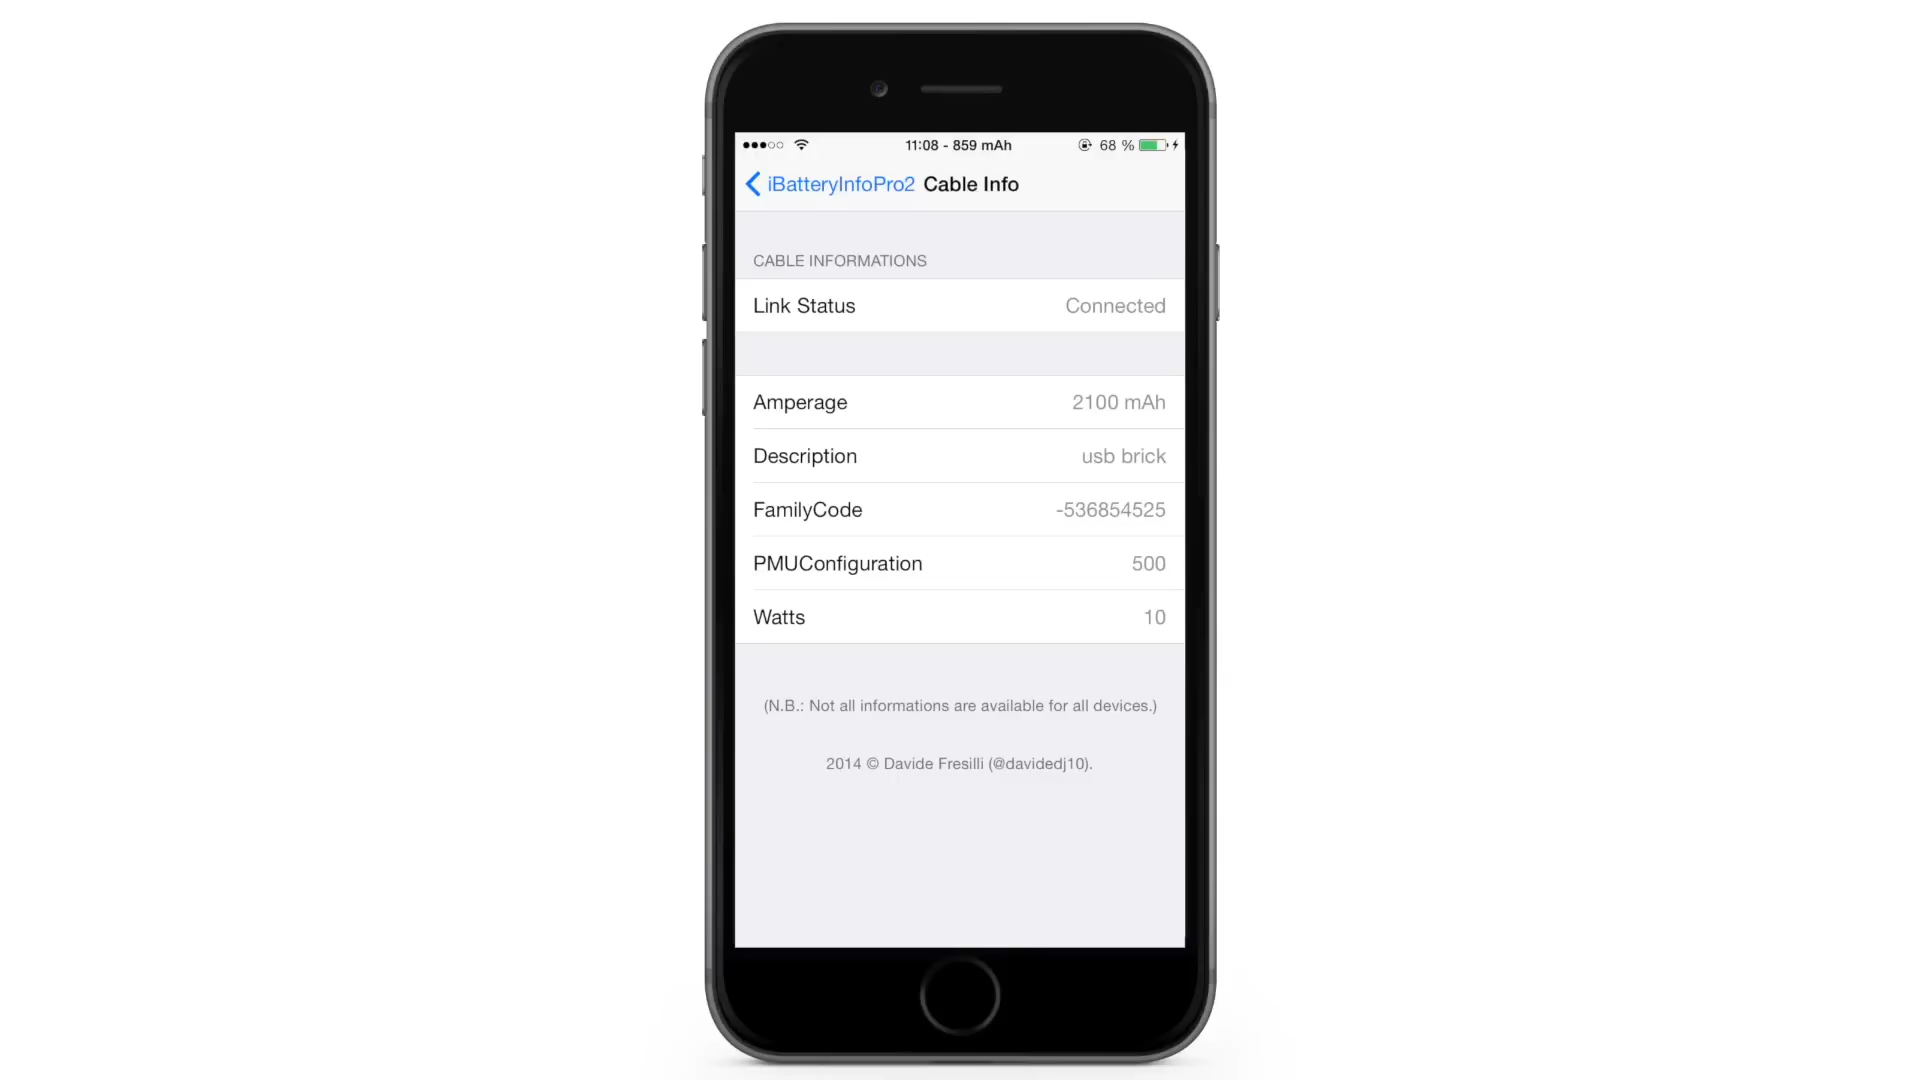 11:08 - 859 mAh 68 %
iBatteryInfoPro2 Cable Info
CABLE INFORMATIONS
Link Status Connected
Amperage 2100 mAh
Description usb brick
FamilyCode -536854525
PMUConfiguration 500
Watts 10
(N.B.: Not all informations are available for all devices.)
2014 © Davide Fresilli (@davidedj10).